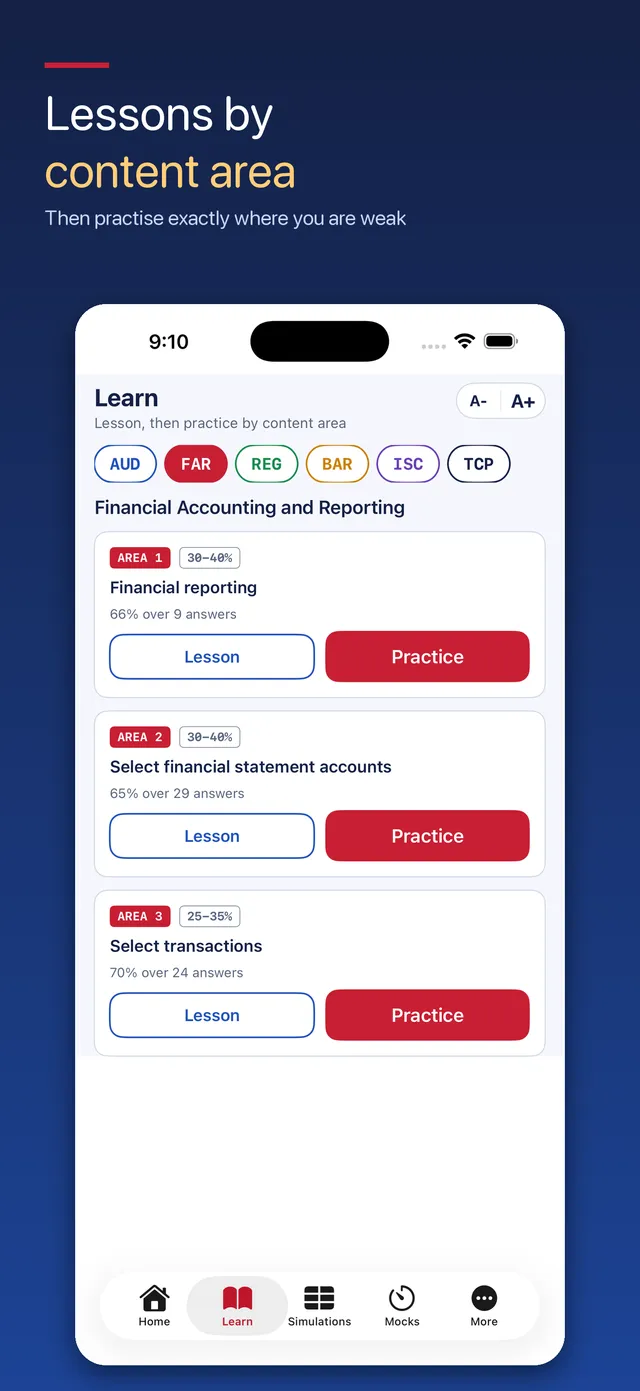 Lessons by
content area
Then practise exactly where you are weak
9:10
Learn
A- A+
Lesson, then practice by content area
AUD FAR REG BAR ISC TCP
Financial Accounting and Reporting
AREA 1 30–40%
Financial reporting
66% over 9 answers
Lesson Practice
AREA 2 30–40%
Select financial statement accounts
65% over 29 answers
Lesson Practice
AREA 3 25–35%
Select transactions
70% over 24 answers
Lesson Practice
Home Learn Simulations Mocks More